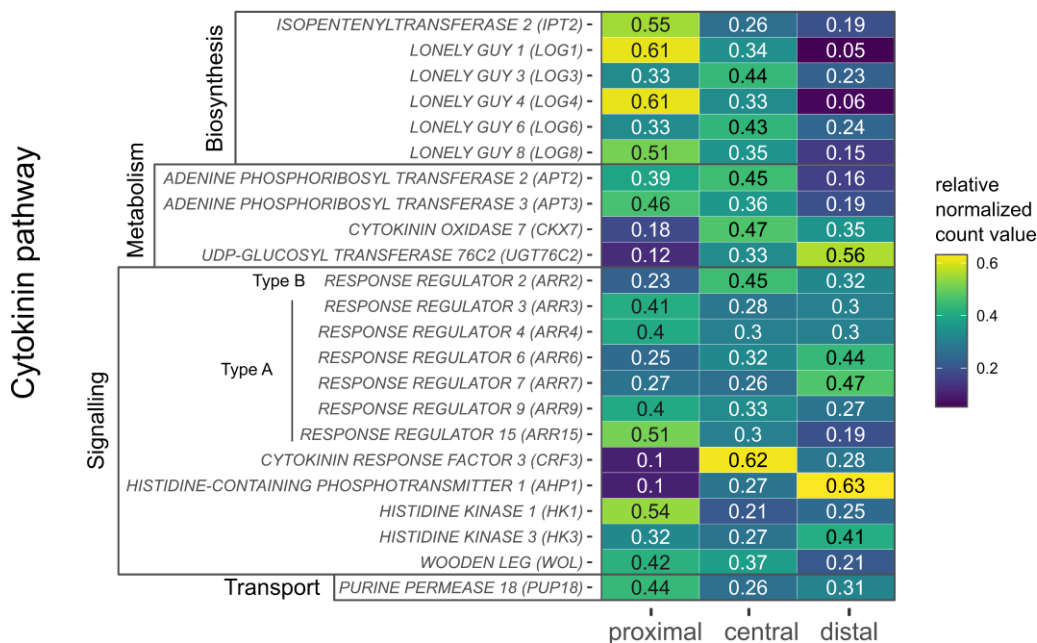 Cytokinin pathway
Biosynthesis
ISOPENTENYLTRANSFERASE 2 (IPT2) 0.55 0.26 0.19
LONELY GUY 1 (LOG1) 0.61 0.34 0.05
LONELY GUY 3 (LOG3) 0.33 0.44 0.23
LONELY GUY 4 (LOG4) 0.61 0.33 0.06
LONELY GUY 6 (LOG6) 0.33 0.43 0.24
LONELY GUY 8 (LOG8) 0.51 0.35 0.15
Metabolism
ADENINE PHOSPHORIBOSYL TRANSFERASE 2 (APT2) 0.39 0.45 0.16
ADENINE PHOSPHORIBOSYL TRANSFERASE 3 (APT3) 0.46 0.36 0.19
CYTOKININ OXIDASE 7 (CKX7) 0.18 0.47 0.35
UDP-GLUCOSYL TRANSFERASE 76C2 (UGT76C2) 0.12 0.33 0.56
Signalling
Type B
RESPONSE REGULATOR 2 (ARR2) 0.23 0.45 0.32
Type A
RESPONSE REGULATOR 3 (ARR3) 0.41 0.28 0.3
RESPONSE REGULATOR 4 (ARR4) 0.4 0.3 0.3
RESPONSE REGULATOR 6 (ARR6) 0.25 0.32 0.44
RESPONSE REGULATOR 7 (ARR7) 0.27 0.26 0.47
RESPONSE REGULATOR 9 (ARR9) 0.4 0.33 0.27
RESPONSE REGULATOR 15 (ARR15) 0.51 0.3 0.19
CYTOKININ RESPONSE FACTOR 3 (CRF3) 0.1 0.62 0.28
HISTIDINE-CONTAINING PHOSPHOTRANSMITTER 1 (AHP1) 0.1 0.27 0.63
HISTIDINE KINASE 1 (HK1) 0.54 0.21 0.25
HISTIDINE KINASE 3 (HK3) 0.32 0.27 0.41
WOODEN LEG (WOL) 0.42 0.37 0.21
Transport
PURINE PERMEASE 18 (PUP18) 0.44 0.26 0.31
proximal central distal
relative
normalized
count value
0.6
0.4
0.2